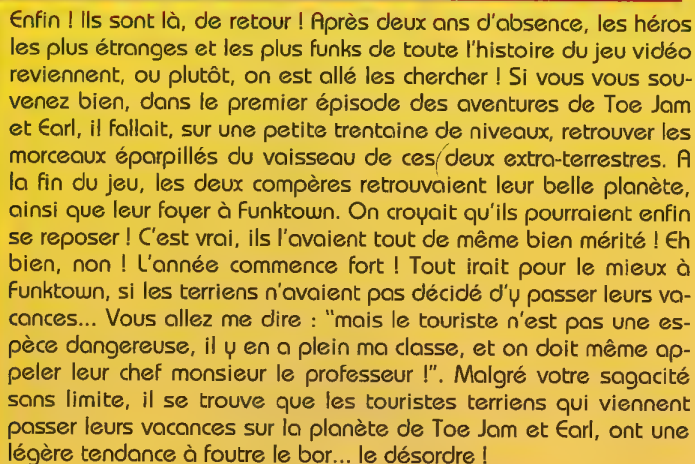 Enfin ! Ils sont là, de retour ! Après deux ans d'absence, les héros
les plus étranges et les plus funks de toute l'histoire du jeu vidéo
reviennent, ou plutôt, on est allé les chercher ! Si vous vous sou-
venez bien, dans le premier épisode des aventures de Toe Jam
et Earl, il fallait, sur une petite trentaine de niveaux, retrouver les
morceaux éparpillés du vaisseau de ces deux extra-terrestres. A
la fin du jeu, les deux compères retrouvaient leur belle planète,
ainsi que leur foyer à Funktown. On croyait qu'ils pourraient enfin
se reposer ! C'est vrai, ils l'avaient tout de même bien mérité ! Eh
bien, non ! L'année commence fort ! Tout irait pour le mieux à
Funktown, si les terriens n'avaient pas décidé d'y passer leurs va-
cances... Vous allez me dire : "mais le touriste n'est pas une es-
pèce dangereuse, il y en a plein ma classe, et on doit même ap-
peler leur chef monsieur le professeur !". Malgré votre sagacité
sans limite, il se trouve que les touristes terriens qui viennent
passer leurs vacances sur la planète de Toe Jam et Earl, ont une
légère tendance à foutre le bor... le désordre !